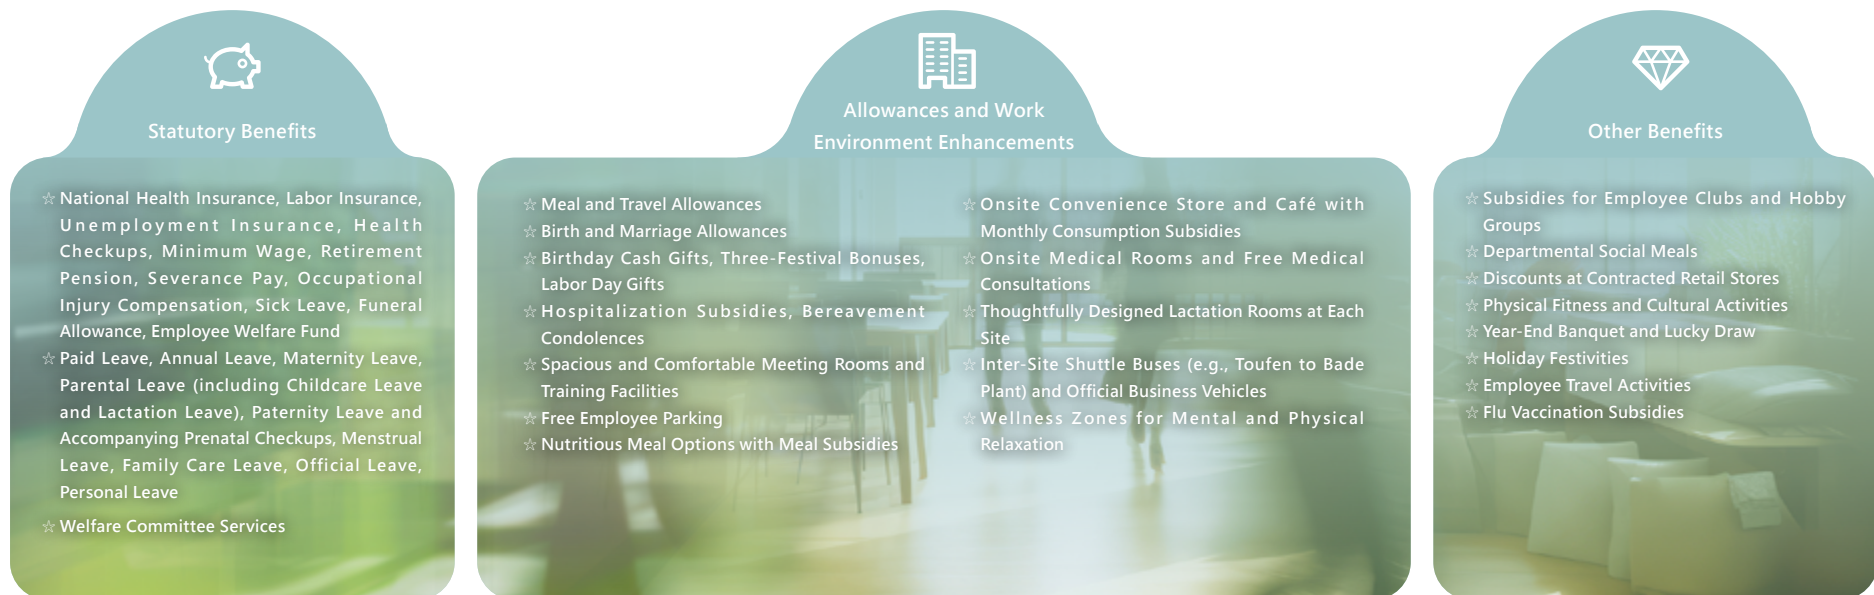 Statutory Benefits
☆ National Health Insurance, Labor Insurance,
Unemployment Insurance, Health
Checkups, Minimum Wage, Retirement
Pension, Severance Pay, Occupational
Injury Compensation, Sick Leave, Funeral
Allowance, Employee Welfare Fund
☆ Paid Leave, Annual Leave, Maternity Leave,
Parental Leave (including Childcare Leave
and Lactation Leave), Paternity Leave and
Accompanying Prenatal Checkups, Menstrual
Leave, Family Care Leave, Official Leave,
Personal Leave
☆ Welfare Committee Services
Allowances and Work
Environment Enhancements
☆ Meal and Travel Allowances
☆ Birth and Marriage Allowances
☆ Birthday Cash Gifts, Three-Festival Bonuses,
Labor Day Gifts
☆ Hospitalization Subsidies, Bereavement
Condolences
☆ Spacious and Comfortable Meeting Rooms and
Training Facilities
☆ Free Employee Parking
☆ Nutritious Meal Options with Meal Subsidies
☆ Onsite Convenience Store and Café with
Monthly Consumption Subsidies
☆ Onsite Medical Rooms and Free Medical
Consultations
☆ Thoughtfully Designed Lactation Rooms at Each
Site
☆ Inter-Site Shuttle Buses (e.g., Toufen to Bade
Plant) and Official Business Vehicles
☆ Wellness Zones for Mental and Physical
Relaxation
Other Benefits
☆ Subsidies for Employee Clubs and Hobby
Groups
☆ Departmental Social Meals
☆ Discounts at Contracted Retail Stores
☆ Physical Fitness and Cultural Activities
☆ Year-End Banquet and Lucky Draw
☆ Holiday Festivities
☆ Employee Travel Activities
☆ Flu Vaccination Subsidies